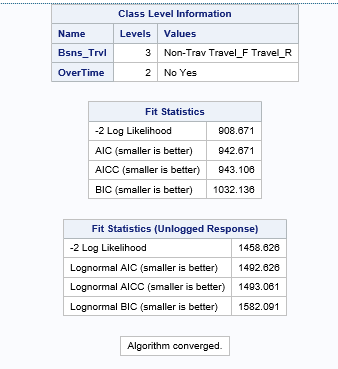 Class Level Information
Name Levels Values
Bsns_Trvl 3 Non-Trav Travel_F Travel_R
OverTime 2 No Yes
Fit Statistics
-2 Log Likelihood 908.671
AIC (smaller is better) 942.671
AICC (smaller is better) 943.106
BIC (smaller is better) 1032.136
Fit Statistics (Unlogged Response)
-2 Log Likelihood 1458.626
Lognormal AIC (smaller is better) 1492.626
Lognormal AICC (smaller is better) 1493.061
Lognormal BIC (smaller is better) 1582.091
Algorithm converged.